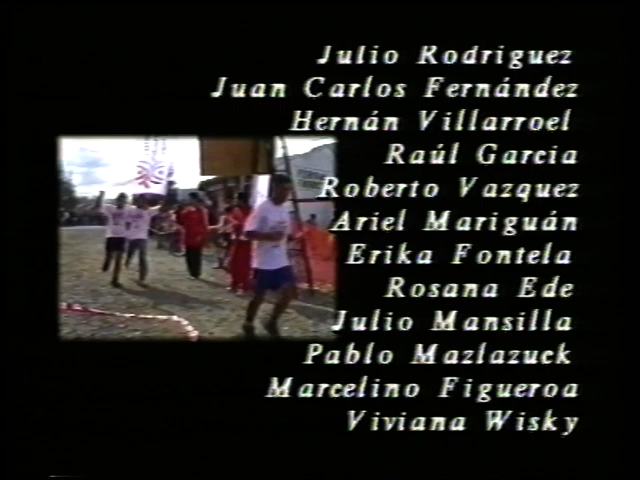 Julio Rodriguez
Juan Carlos Fernández
Hernán Villarroel
Raúl Garcia
Roberto Vazquez
Ariel Mariguán
Erika Fontela
Rosana Ede
Julio Mansilla
Pablo Mazlazuck
Marcelino Figueroa
Viviana Wisky